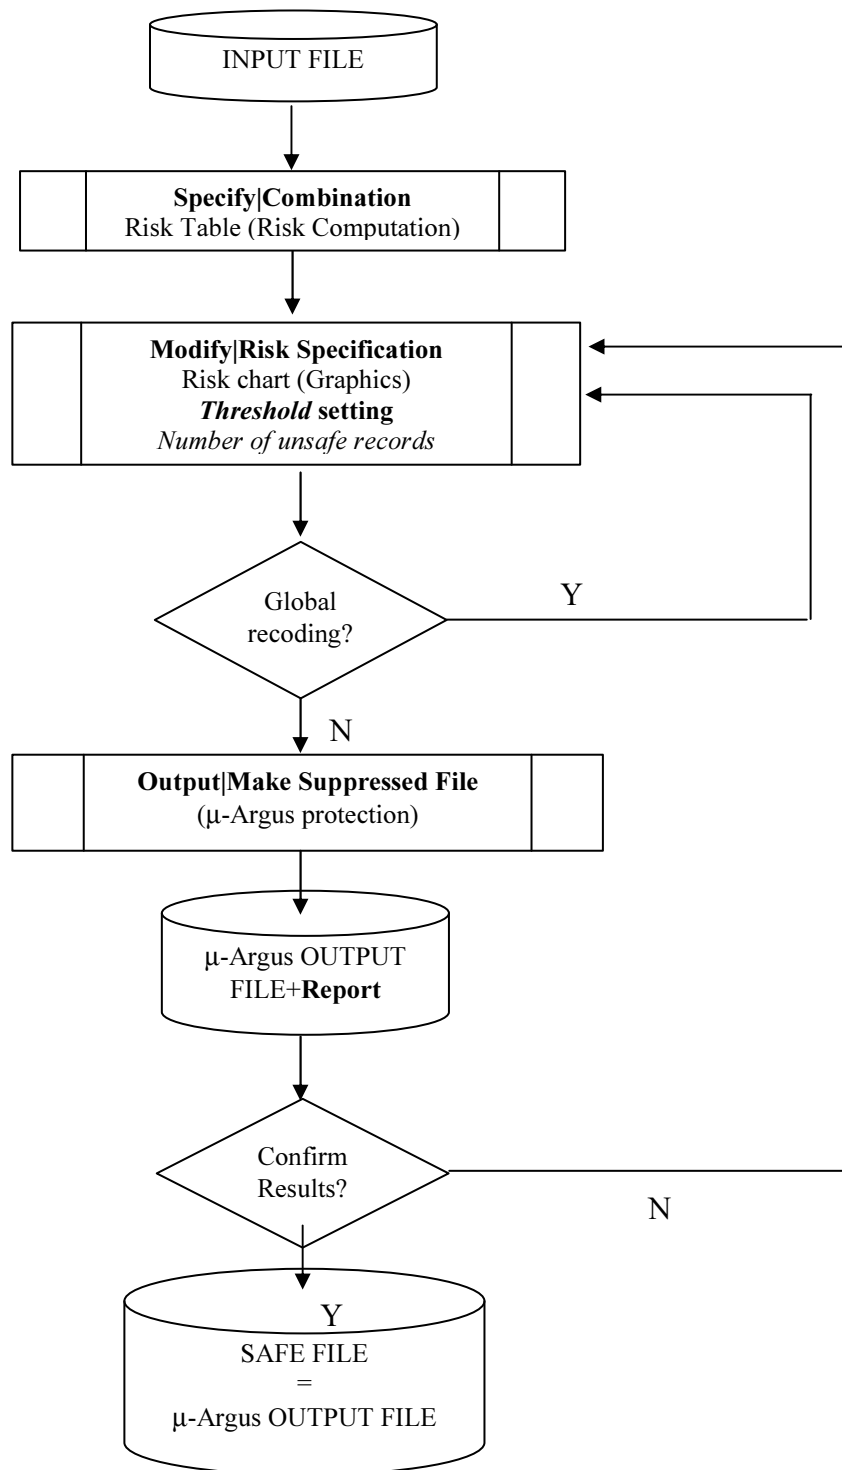 INPUT FILE
Specify|Combination
Risk Table (Risk Computation)
Modify|Risk Specification
Risk chart (Graphics)
Threshold setting
Number of unsafe records
Global
recoding?
Y
N
Output|Make Suppressed File
(μ-Argus protection)
μ-Argus OUTPUT
FILE+Report
Confirm
Results?
N
Y
SAFE FILE
=
μ-Argus OUTPUT FILE